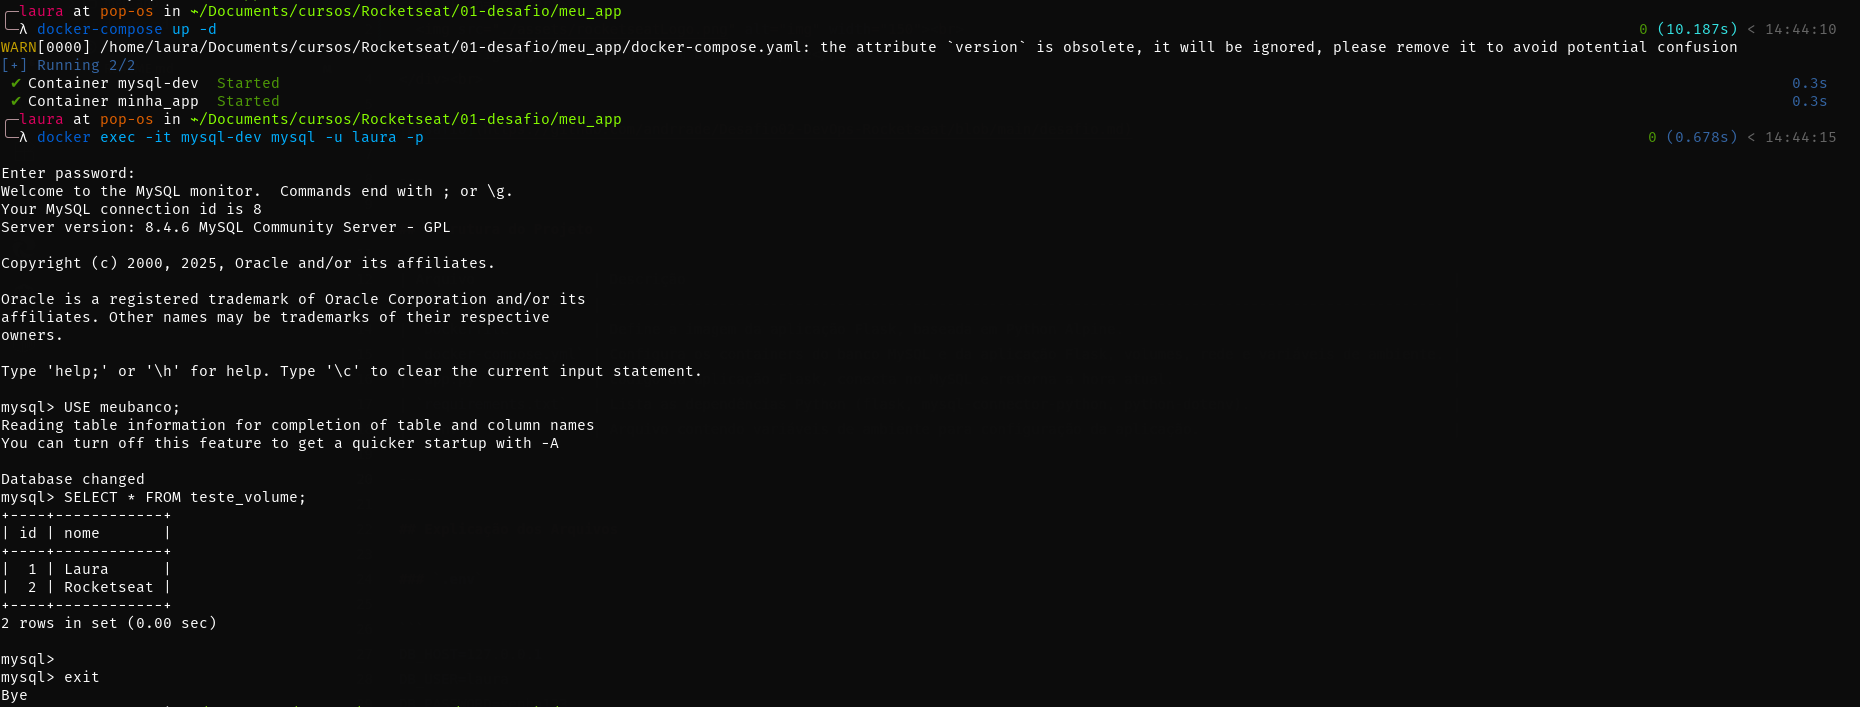 ╭─laura at pop-os in ~/Documents/cursos/Rocketseat/01-desafio/meu_app
╰─λ docker-compose up -d 0 (10.187s) < 14:44:10
WARN[0000] /home/laura/Documents/cursos/Rocketseat/01-desafio/meu_app/docker-compose.yaml: the attribute `version` is obsolete, it will be ignored, please remove it to avoid potential confusion
[+] Running 2/2
✔ Container mysql-dev  Started 0.3s
✔ Container minha_app  Started 0.3s
╭─laura at pop-os in ~/Documents/cursos/Rocketseat/01-desafio/meu_app
╰─λ docker exec -it mysql-dev mysql -u laura -p 0 (0.678s) < 14:44:15
Enter password:
Welcome to the MySQL monitor.  Commands end with ; or \g.
Your MySQL connection id is 8
Server version: 8.4.6 MySQL Community Server - GPL
Copyright (c) 2000, 2025, Oracle and/or its affiliates.
Oracle is a registered trademark of Oracle Corporation and/or its
affiliates. Other names may be trademarks of their respective
owners.
Type 'help;' or '\h' for help. Type '\c' to clear the current input statement.
mysql> USE meubanco;
Reading table information for completion of table and column names
You can turn off this feature to get a quicker startup with -A
Database changed
mysql> SELECT * FROM teste_volume;
+----+------------+
| id | nome       |
+----+------------+
|  1 | Laura      |
|  2 | Rocketseat |
+----+------------+
2 rows in set (0.00 sec)
mysql>
mysql> exit
Bye